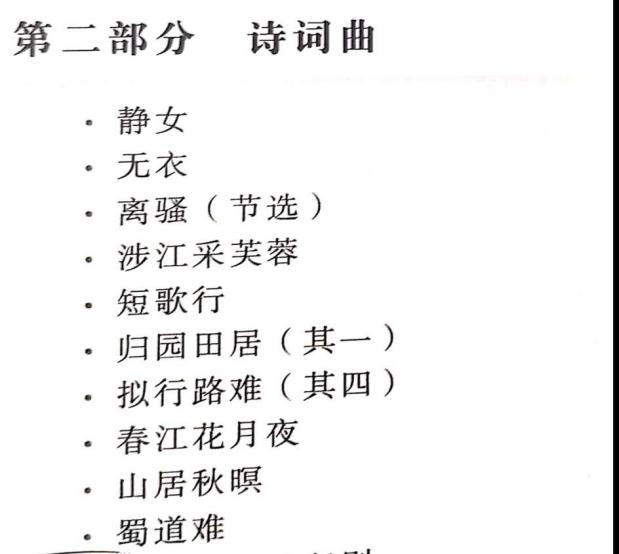 第二部分　诗词曲
· 静女
· 无衣
· 离骚（节选）
· 涉江采芙蓉
· 短歌行
· 归园田居（其一）
· 拟行路难（其四）
· 春江花月夜
· 山居秋暝
· 蜀道难